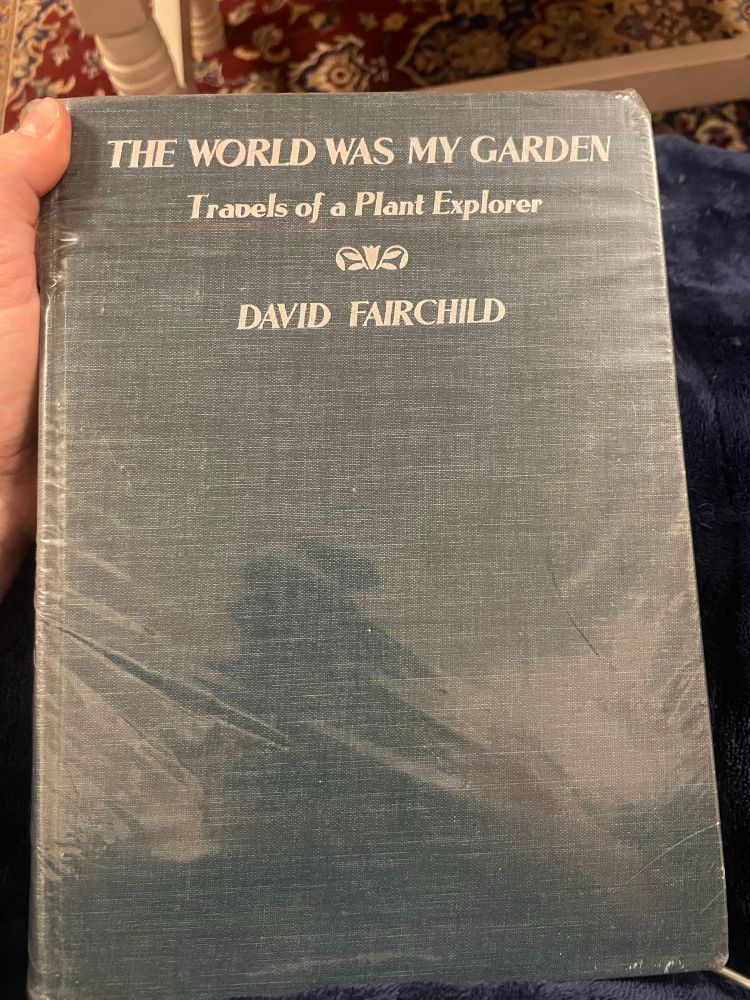 THE WORLD WAS MY GARDEN
Travels of a Plant Explorer
DAVID FAIRCHILD